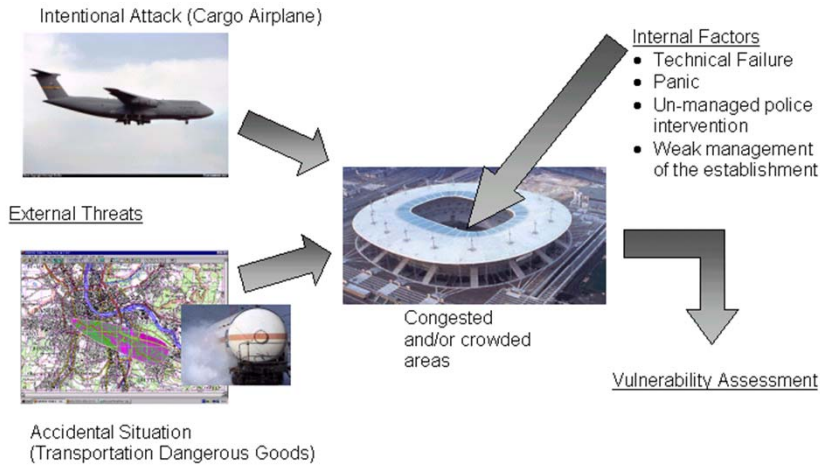 Intentional Attack (Cargo Airplane)
Internal Factors
• Technical Failure
• Panic
• Un-managed police
intervention
• Weak management
of the establishment
External Threats
Congested
and/or crowded
areas
Vulnerability Assessment
Accidental Situation
(Transportation Dangerous Goods)